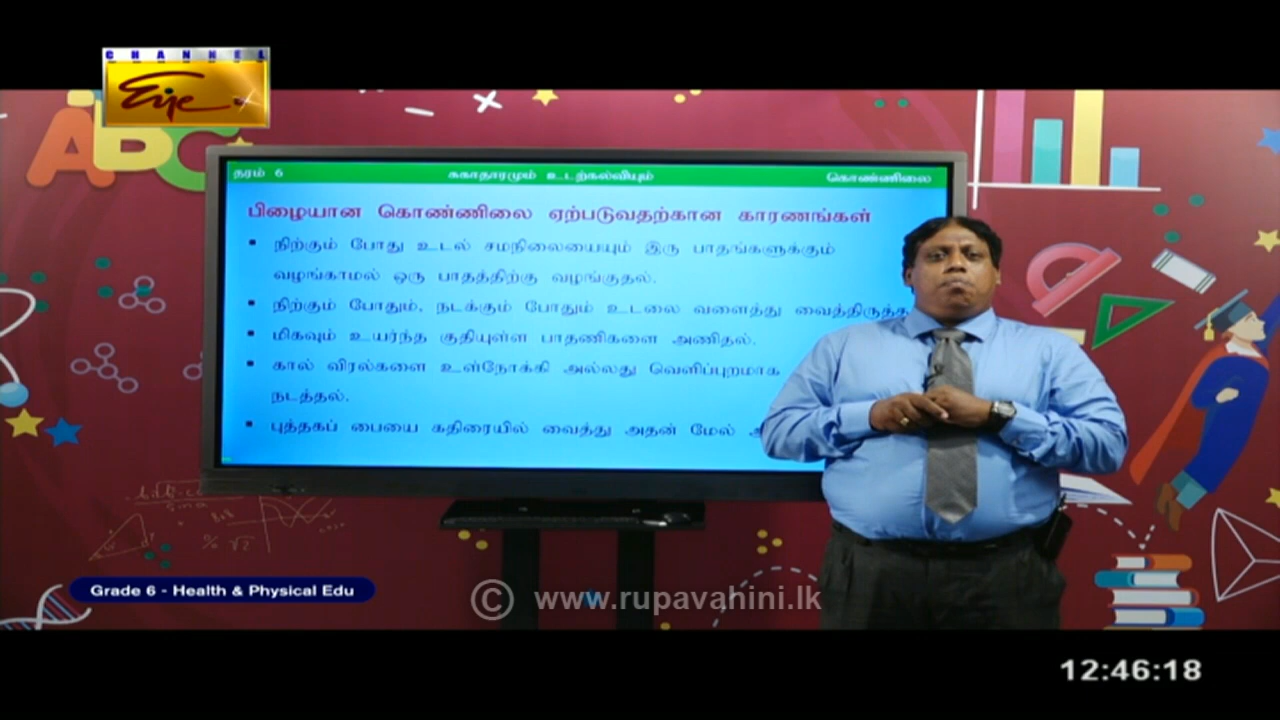 CHANNEL
Eye
ABC
தரம் 6 சுகாதாரமும் உடற்கல்வியும் கொண்ணிலை
பிழையான கொண்ணிலை ஏற்படுவதற்கான காரணங்கள்
▪ நிற்கும் போது உடல் சமநிலையையும் இரு பாதங்களுக்கும்
வழங்காமல் ஒரு பாதத்திற்கு வழங்குதல்.
▪ நிற்கும் போதும், நடக்கும் போதும் உடலை வளைத்து
▪ மிகவும் உயர்ந்த குதியுள்ள பாதணிகளை அணிதல்.
▪ கால் விரல்களை உள்நோக்கி அல்லது வெளிப்புறமாக
நடத்தல்.
▪ புத்தகப் பையை கதிரையில் வைத்து அதன் மேல்
Grade 6 - Health & Physical Edu
© www.rupavahini.lk
12:46:18